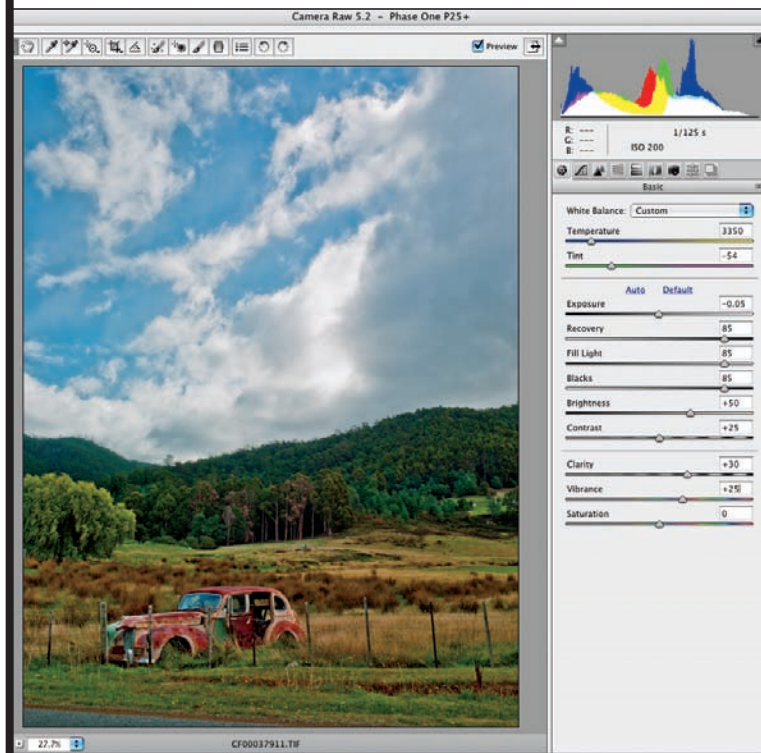 Camera Raw 5.2 - Phase One P25+
Preview
R: ---
G: ---
B: ---
1/125 s
ISO 200
Basic
White Balance: Custom
Temperature 3350
Tint -54
Auto Default
Exposure -0.05
Recovery 85
Fill Light 85
Blacks 85
Brightness +50
Contrast +25
Clarity +30
Vibrance +25
Saturation 0
27.7% CF00037911.TIF